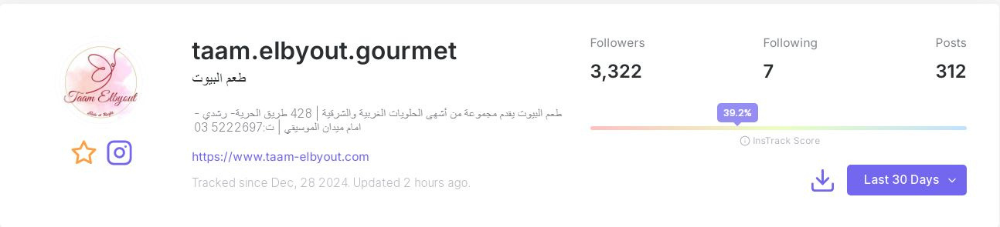 taam.elbyout.gourmet
طعم البيوت
طعم البيوت يقدم مجموعة من أشهى الحلويات الغربية والشرقية | 428 طريق الحرية- رشدي -
امام ميدان الموسيقي | ت:5222697 03
https://www.taam-elbyout.com
Tracked since Dec, 28 2024. Updated 2 hours ago.
Taam Elbyout
Followers
3,322
Following
7
Posts
312
39.2%
InsTrack Score
Last 30 Days